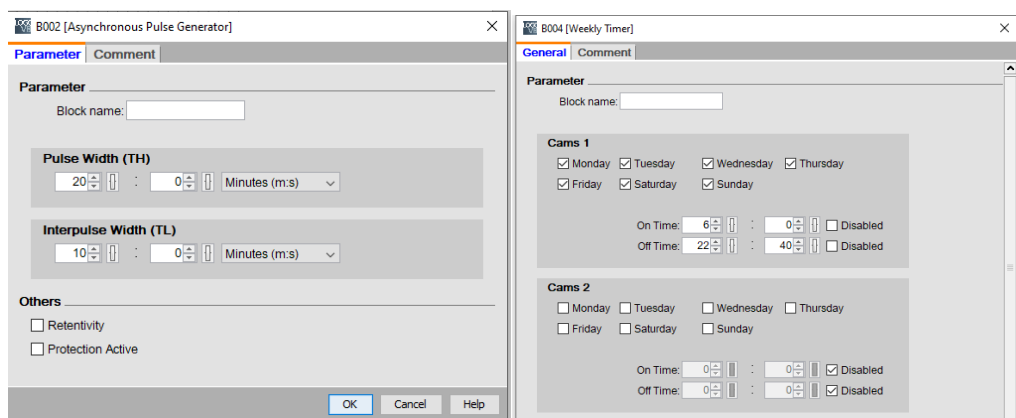 B002 [Asynchronous Pulse Generator]
Parameter Comment
Parameter
Block name:
Pulse Width (TH)
20 : 0 Minutes (m:s)
Interpulse Width (TL)
10 : 0 Minutes (m:s)
Others
Retentivity
Protection Active
OK Cancel Help
B004 [Weekly Timer]
General Comment
Parameter
Block name:
Cams 1
Monday Tuesday Wednesday Thursday
Friday Saturday Sunday
On Time: 6 : 0 Disabled
Off Time: 22 : 40 Disabled
Cams 2
Monday Tuesday Wednesday Thursday
Friday Saturday Sunday
On Time: 0 : 0 Disabled
Off Time: 0 : 0 Disabled